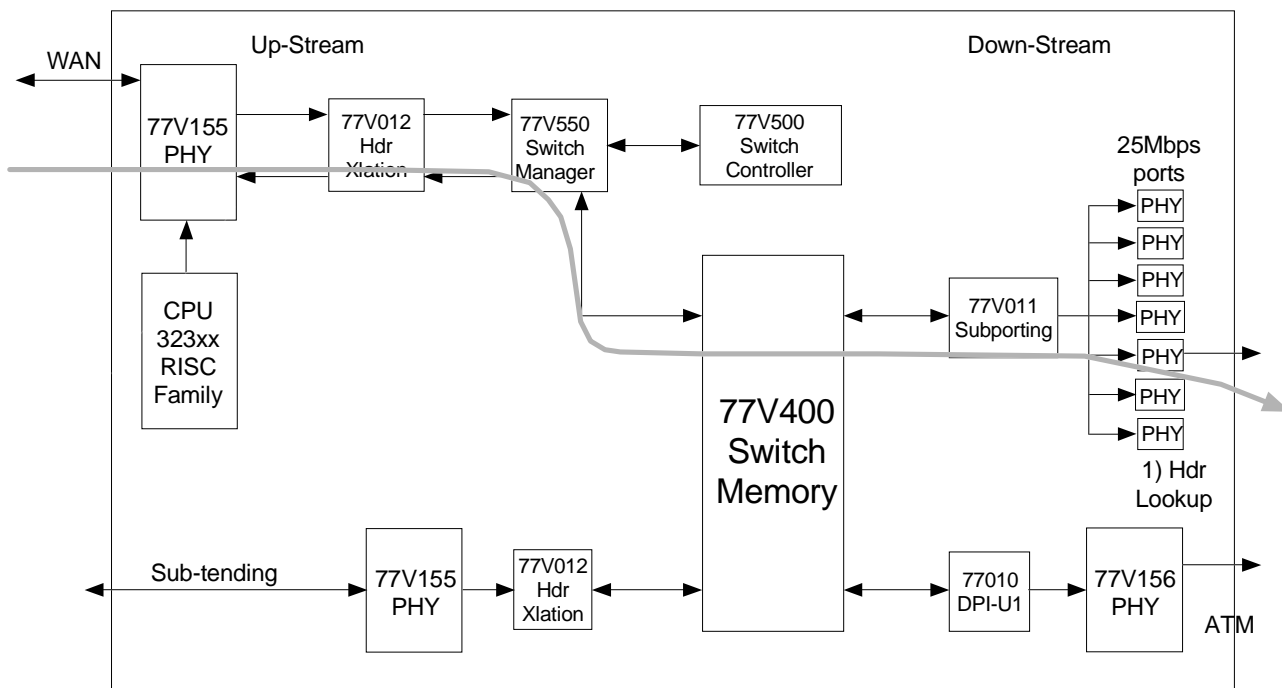 Up-Stream
Down-Stream
WAN
77V155
PHY
77V012
Hdr
Xlation
77V550
Switch
Manager
77V500
Switch
Controller
25Mbps
ports
PHY
PHY
PHY
PHY
PHY
PHY
PHY
1) Hdr
Lookup
CPU
323xx
RISC
Family
77V400
Switch
Memory
77V011
Subporting
Sub-tending
77V155
PHY
77V012
Hdr
Xlation
77010
DPI-U1
77V156
PHY
ATM